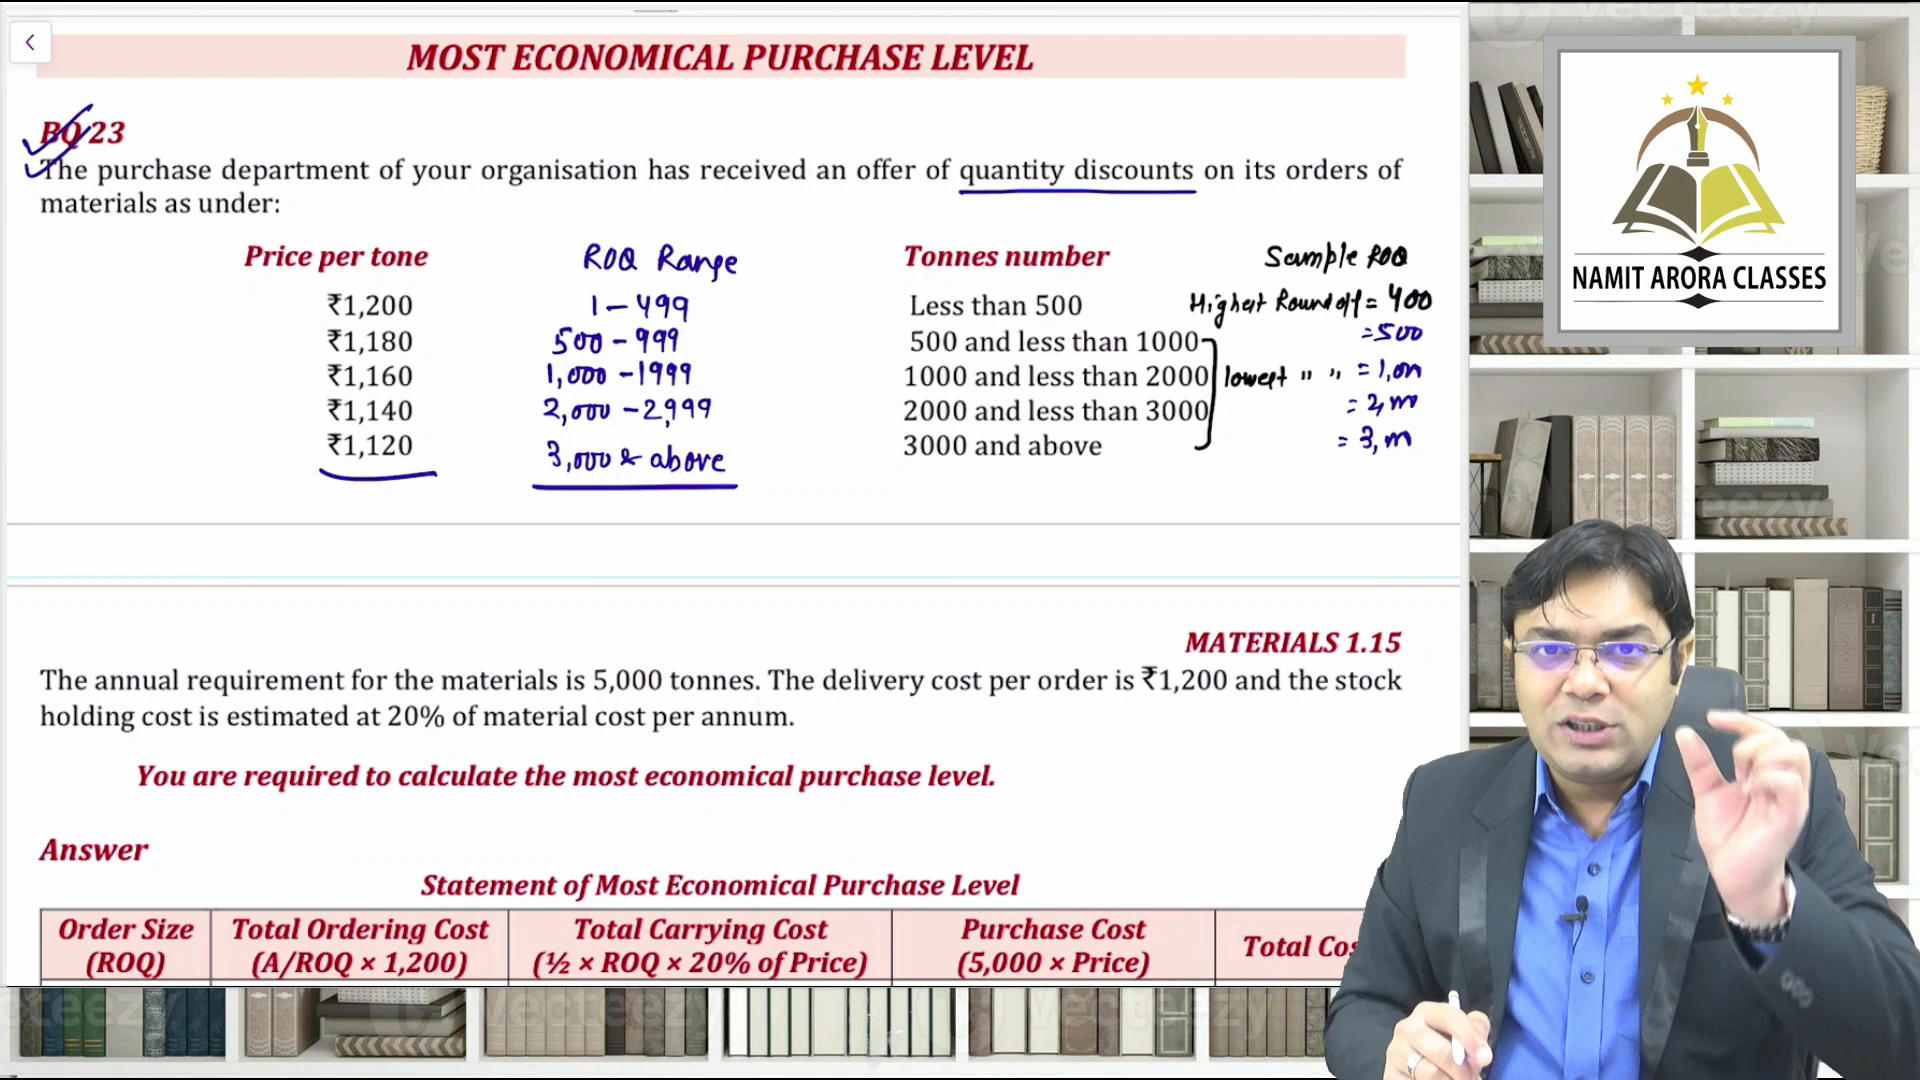 MOST ECONOMICAL PURCHASE LEVEL
BQ 23
The purchase department of your organisation has received an offer of quantity discounts on its orders of
materials as under:
Price per tone ROQ Range Tonnes number Sample ROQ
₹1,200 1 – 499 Less than 500 Highest Round off = 400
₹1,180 500 – 999 500 and less than 1000 = 500
₹1,160 1,000 – 1999 1000 and less than 2000 lowest " " = 1,
₹1,140 2,000 – 2,999 2000 and less than 3000 = 2,
₹1,120 3,000 & above 3000 and above = 3,
MATERIALS 1.15
The annual requirement for the materials is 5,000 tonnes. The delivery cost per order is ₹1,200 and the stock
holding cost is estimated at 20% of material cost per annum.
You are required to calculate the most economical purchase level.
Answer
Statement of Most Economical Purchase Level
Order Size
(ROQ)
Total Ordering Cost
(A/ROQ × 1,200)
Total Carrying Cost
(½ × ROQ × 20% of Price)
Purchase Cost
(5,000 × Price)
Total Cos
NAMIT ARORA CLASSES
vecteezy